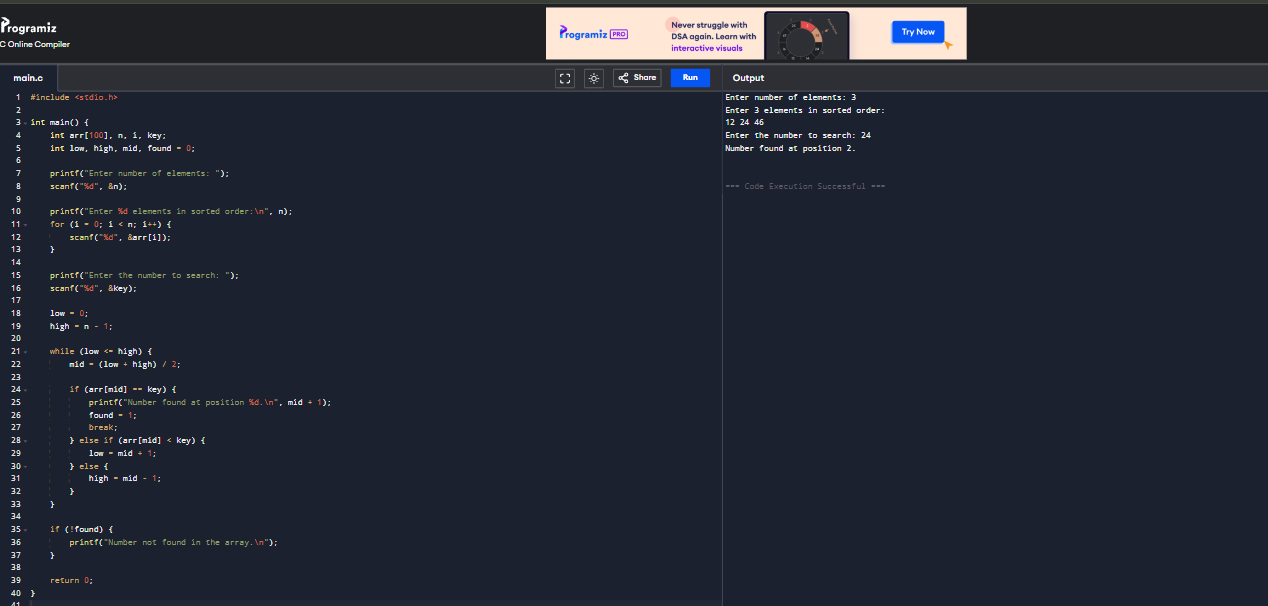 Programiz
C Online Compiler
Programiz PRO
Never struggle with
DSA again. Learn with
interactive visuals
Try Now
main.c
Share
Run
Output
1 #include <stdio.h>
2
3 int main() {
4 int arr[100], n, i, key;
5 int low, high, mid, found = 0;
6
7 printf("Enter number of elements: ");
8 scanf("%d", &n);
9
10 printf("Enter %d elements in sorted order:\n", n);
11 for (i = 0; i < n; i++) {
12 scanf("%d", &arr[i]);
13 }
14
15 printf("Enter the number to search: ");
16 scanf("%d", &key);
17
18 low = 0;
19 high = n - 1;
20
21 while (low <= high) {
22 mid = (low + high) / 2;
23
24 if (arr[mid] == key) {
25 printf("Number found at position %d.\n", mid + 1);
26 found = 1;
27 break;
28 } else if (arr[mid] < key) {
29 low = mid + 1;
30 } else {
31 high = mid - 1;
32 }
33 }
34
35 if (!found) {
36 printf("Number not found in the array.\n");
37 }
38
39 return 0;
40 }
41
Enter number of elements: 3
Enter 3 elements in sorted order:
12 24 46
Enter the number to search: 24
Number found at position 2.
=== Code Execution Successful ===